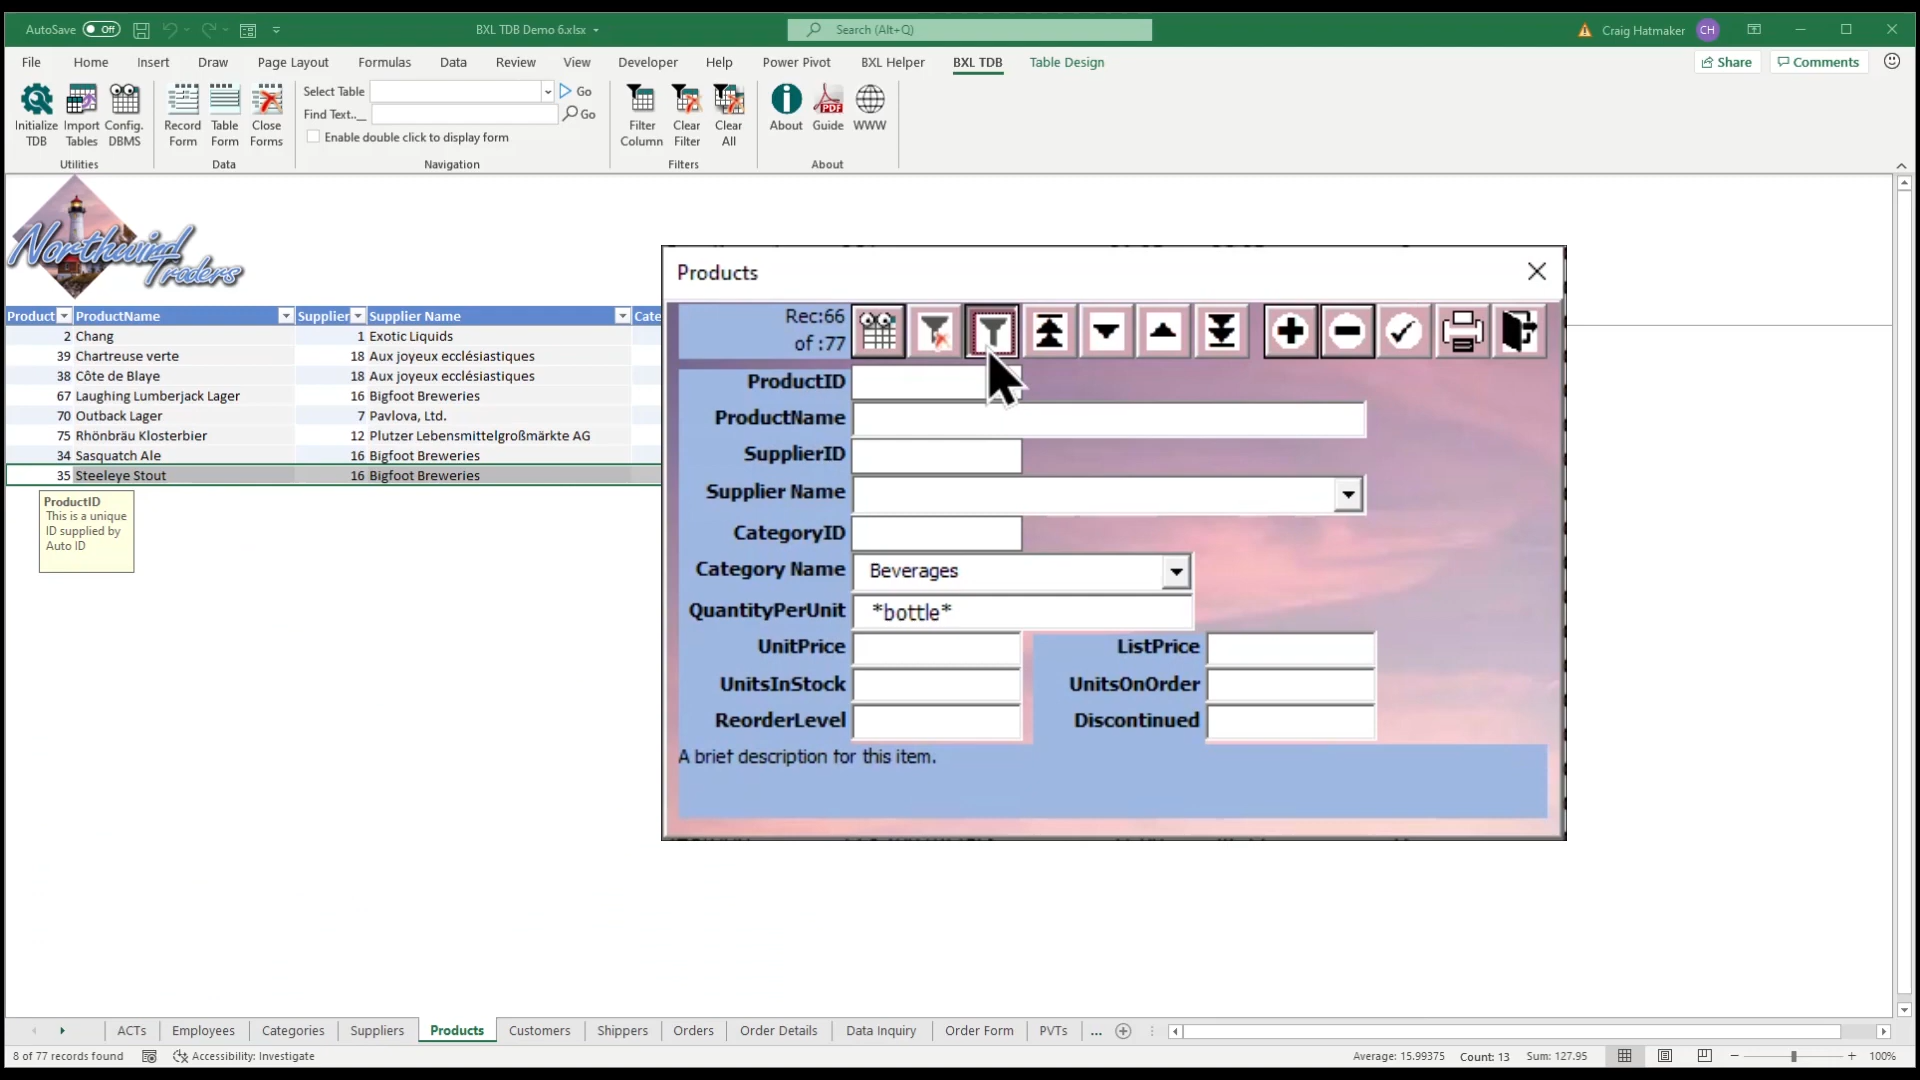 AutoSave Off
BXL TDB Demo 6.xlsx
Search (Alt+Q)
Craig Hatmaker CH
File Home Insert Draw Page Layout Formulas Data Review View Developer Help Power Pivot BXL Helper BXL TDB Table Design
Share Comments
Initialize TDB
Import Tables
Config. DBMS
Utilities
Record Form
Table Form
Close Forms
Data
Select Table Go
Find Text.._ Go
Enable double click to display form
Navigation
Filter Column
Clear Filter
Clear All
Filters
About
Guide
WWW
About
PDF
Northwind
Traders
Product ProductName Supplier Supplier Name Cate
2 Chang 1 Exotic Liquids
39 Chartreuse verte 18 Aux joyeux ecclésiastiques
38 Côte de Blaye 18 Aux joyeux ecclésiastiques
67 Laughing Lumberjack Lager 16 Bigfoot Breweries
70 Outback Lager 7 Pavlova, Ltd.
75 Rhönbräu Klosterbier 12 Plutzer Lebensmittelgroßmärkte AG
34 Sasquatch Ale 16 Bigfoot Breweries
35 Steeleye Stout 16 Bigfoot Breweries
ProductID
This is a unique
ID supplied by
Auto ID
Products
Rec:66
of :77
ProductID
ProductName
SupplierID
Supplier Name
CategoryID
Category Name Beverages
QuantityPerUnit *bottle*
UnitPrice ListPrice
UnitsInStock UnitsOnOrder
ReorderLevel Discontinued
A brief description for this item.
ACTs Employees Categories Suppliers Products Customers Shippers Orders Order Details Data Inquiry Order Form PVTs ...
8 of 77 records found Accessibility: Investigate Average: 15.99375 Count: 13 Sum: 127.95 100%